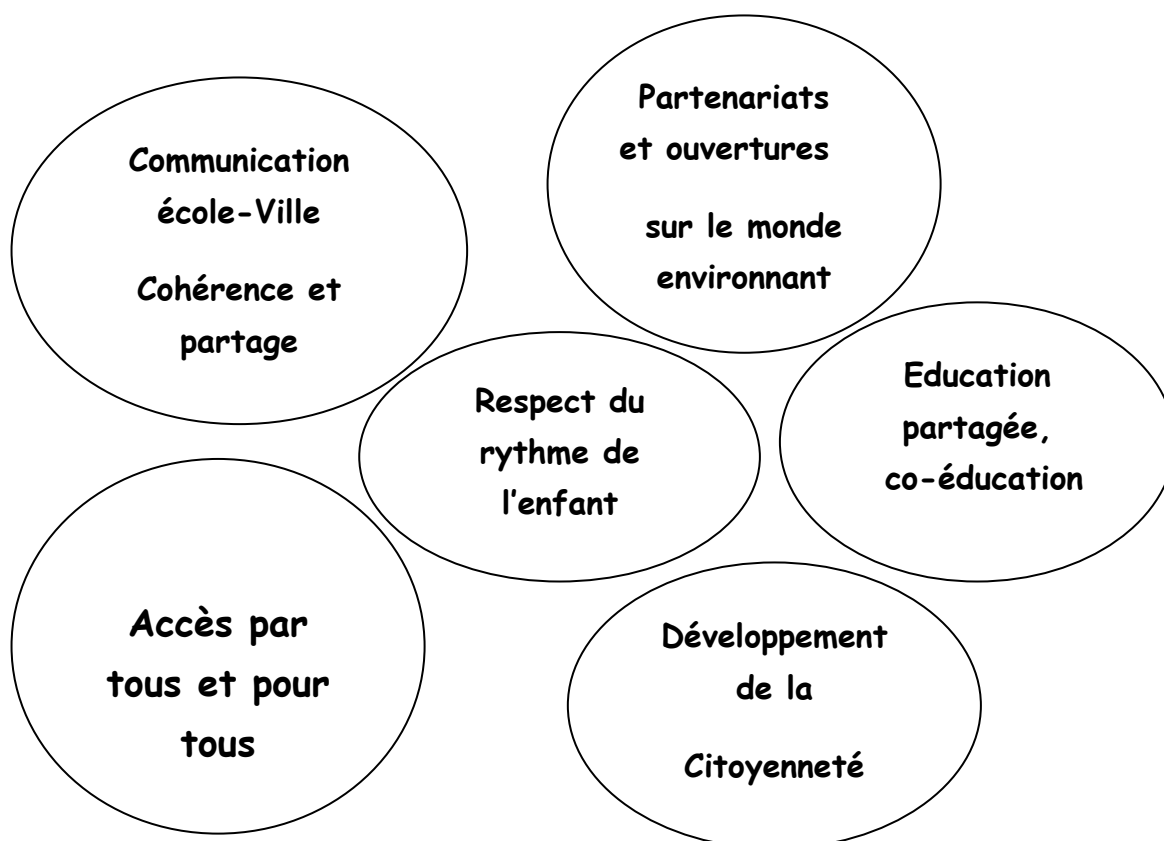 Communication
école-Ville
Cohérence et
partage
Partenariats
et ouvertures
sur le monde
environnant
Respect du
rythme de
l'enfant
Education
partagée,
co-éducation
Accès par
tous et pour
tous
Développement
de la
Citoyenneté